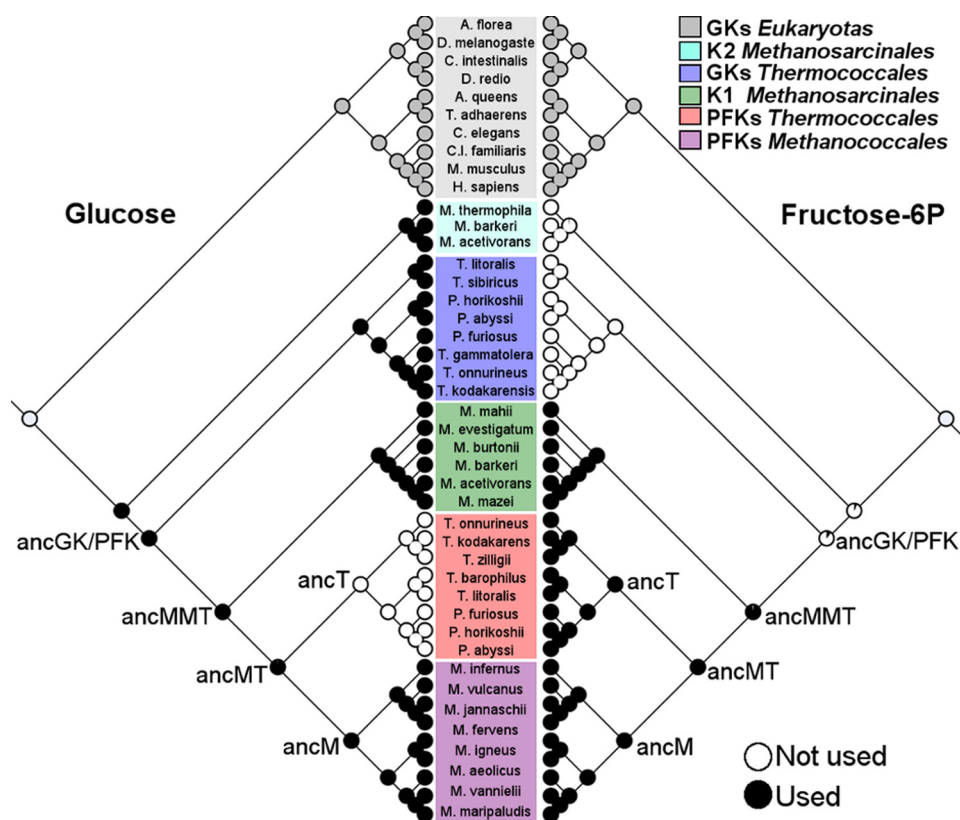 A. florea
D. melanogaste
C. intestinalis
D. redio
A. queens
T. adhaerens
C. elegans
C.I. familiaris
M. musculus
H. sapiens
GKs Eukaryotas
K2 Methanosarcinales
GKs Thermococcales
K1 Methanosarcinales
PFKs Thermococcales
PFKs Methanococcales
Glucose
Fructose-6P
M. thermophila
M. barkeri
M. acetivorans
T. litoralis
T. sibiricus
P. horikoshii
P. abyssi
P. furiosus
T. gammatolera
T. onnurineus
T. kodakarensis
M. mahii
M. evestigatum
M. burtonii
M. barkeri
M. acetivorans
M. mazei
T. onnurineus
T. kodakarens
T. zilligii
T. barophilus
T. litoralis
P. furiosus
P. horikoshii
P. abyssi
M. infernus
M. vulcanus
M. jannaschii
M. fervens
M. igneus
M. aeolicus
M. vannielii
M. maripaludis
ancGK/PFK
ancMMT
ancT
ancMT
ancM
ancGK/PFK
ancT
ancMMT
ancMT
ancM
Not used
Used